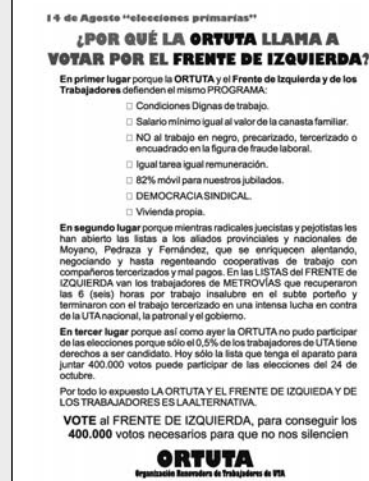 14 de Agosto "elecciones primarias"
¿POR QUÉ LA ORTUTA LLAMA A
VOTAR POR EL FRENTE DE IZQUIERDA?
En primer lugar porque la ORTUTA y el Frente de Izquierda y de los
Trabajadores defienden el mismo PROGRAMA:
□ Condiciones Dignas de trabajo.
□ Salario mínimo igual al valor de la canasta familiar.
□ NO al trabajo en negro, precarizado, tercerizado o
encuadrado en la figura de fraude laboral.
□ Igual tarea igual remuneración.
□ 82% móvil para nuestros jubilados.
□ DEMOCRACIA SINDICAL.
□ Vivienda propia.
En segundo lugar porque mientras radicales juecistas y pejotistas les
han abierto las listas a los aliados provinciales y nacionales de
Moyano, Pedraza y Fernández, que se enriquecen alentando,
negociando y hasta regenteando cooperativas de trabajo con
compañeros tercerizados y mal pagos. En las LISTAS del FRENTE de
IZQUIERDA van los trabajadores de METROVÍAS que recuperaron
las 6 (seis) horas por trabajo insalubre en el subte porteño y
terminaron con el trabajo tercerizado en una intensa lucha en contra
de la UTA nacional, la patronal y el gobierno.
En tercer lugar porque así como ayer la ORTUTA no pudo participar
de las elecciones porque sólo el 0,5% de los trabajadores de UTA tiene
derechos a ser candidato. Hoy sólo la lista que tenga el aparato para
juntar 400.000 votos puede participar de las elecciones del 24 de
octubre.
Por todo lo expuesto LA ORTUTA Y EL FRENTE DE IZQUIEDA Y DE
LOS TRABAJADORES ES LA ALTERNATIVA.
VOTE al FRENTE DE IZQUIERDA, para conseguir los
400.000 votos necesarios para que no nos silencien
ORTUTA
Organización Renovadora de Trabajadores de UTA